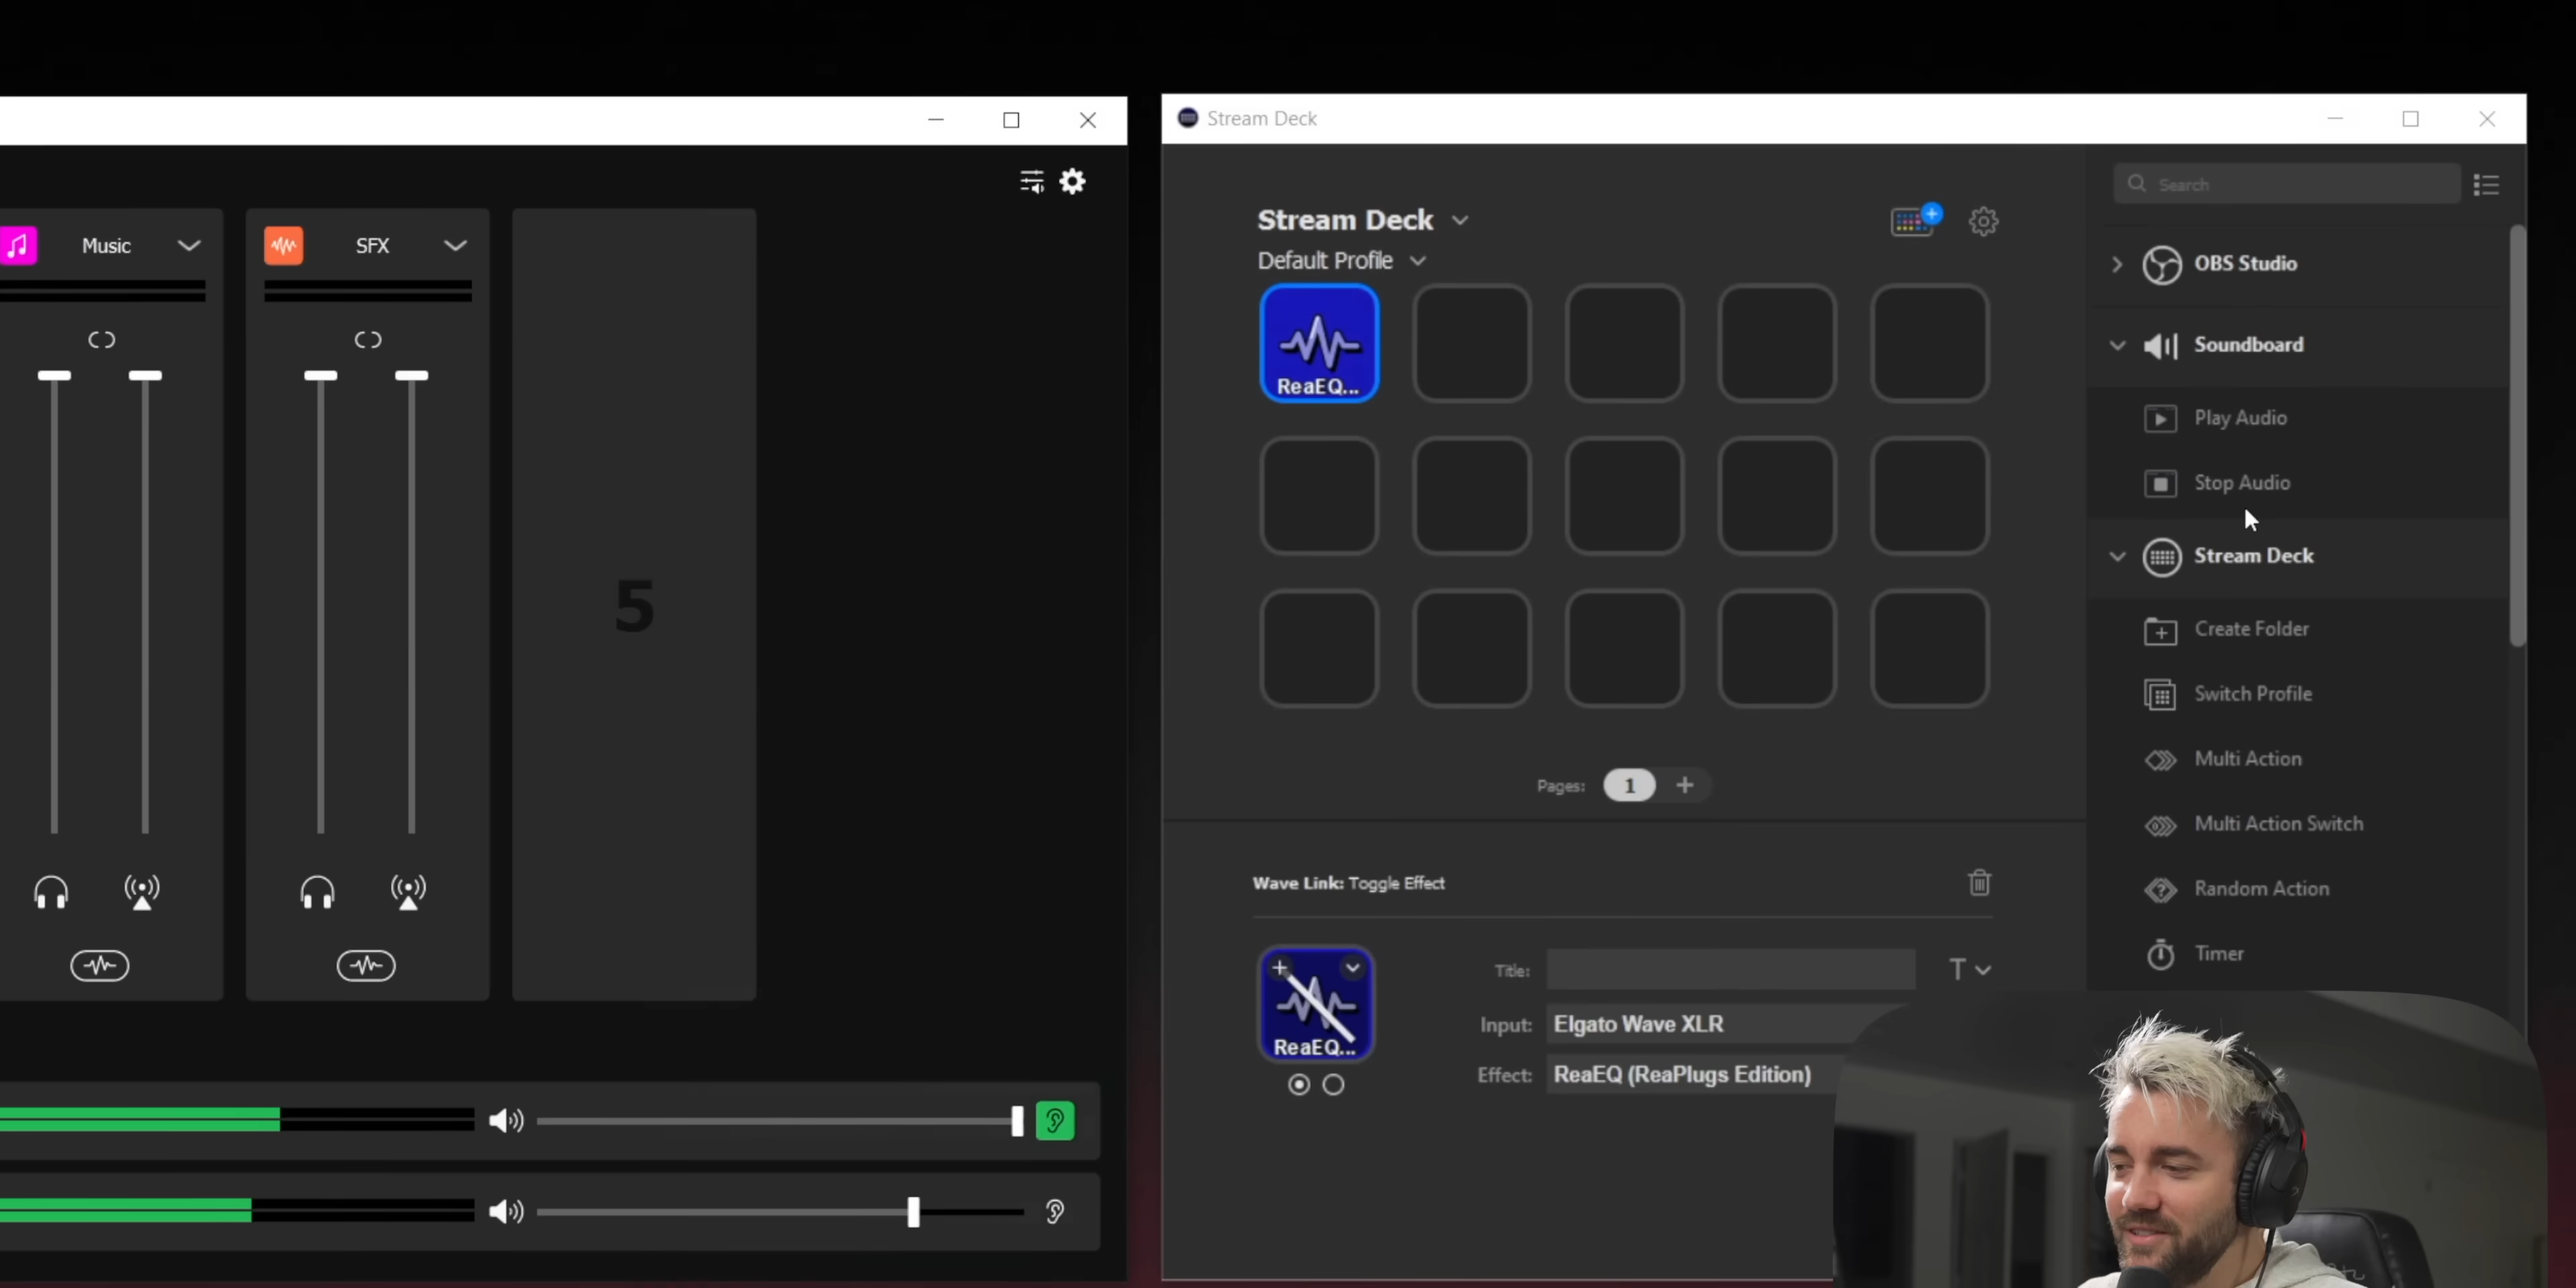 Music
SFX
5
Stream Deck
Stream Deck
Default Profile
ReaEQ...
Pages:
1
Wave Link: Toggle Effect
ReaEQ...
Title:
T
Input:
Elgato Wave XLR
Effect:
ReaEQ (ReaPlugs Edition)
Search
OBS Studio
Soundboard
Play Audio
Stop Audio
Stream Deck
Create Folder
Switch Profile
Multi Action
Multi Action Switch
Random Action
Timer